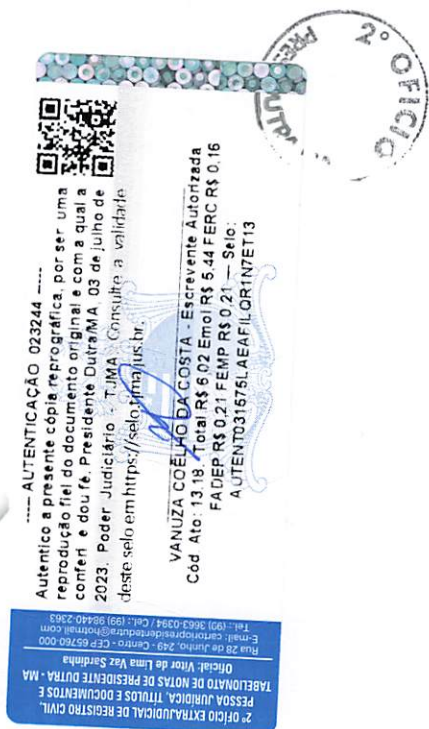 ----- AUTENTICAÇÃO 023244 -----
Autentico a presente cópia reprográfica, por ser uma
reprodução fiel do documento original e com a qual a
conferi e dou fé. Presidente Dutra/MA, 03 de julho de
2023. Poder Judiciário - TJMA. Consulte a validade
deste selo em https://selo.tjma.jus.br.
VANUZA COELHO DA COSTA - Escrevente Autorizada
Cód Ato: 13.18. Total R$ 6,02 Emol R$ 5,44 FERC R$ 0,16
FADEP R$ 0,21 FEMP R$ 0,21 — Selo:
AUTENT031575LAEAFILQR1N7ET13
2º OFÍCIO EXTRAJUDICIAL DE REGISTRO CIVIL,
PESSOA JURÍDICA, TÍTULOS E DOCUMENTOS E
TABELIONATO DE NOTAS DE PRESIDENTE DUTRA - MA
Oficial: Vitor de Lima Vaz Sardinha
Rua 28 de Junho, 249 - Centro - CEP 65760-000
E-mail: cartoriopresidentedutra@hotmail.com
Tel.: (99) 3663-0394 / Cel.: (99) 98440-2363
2º OFICIO